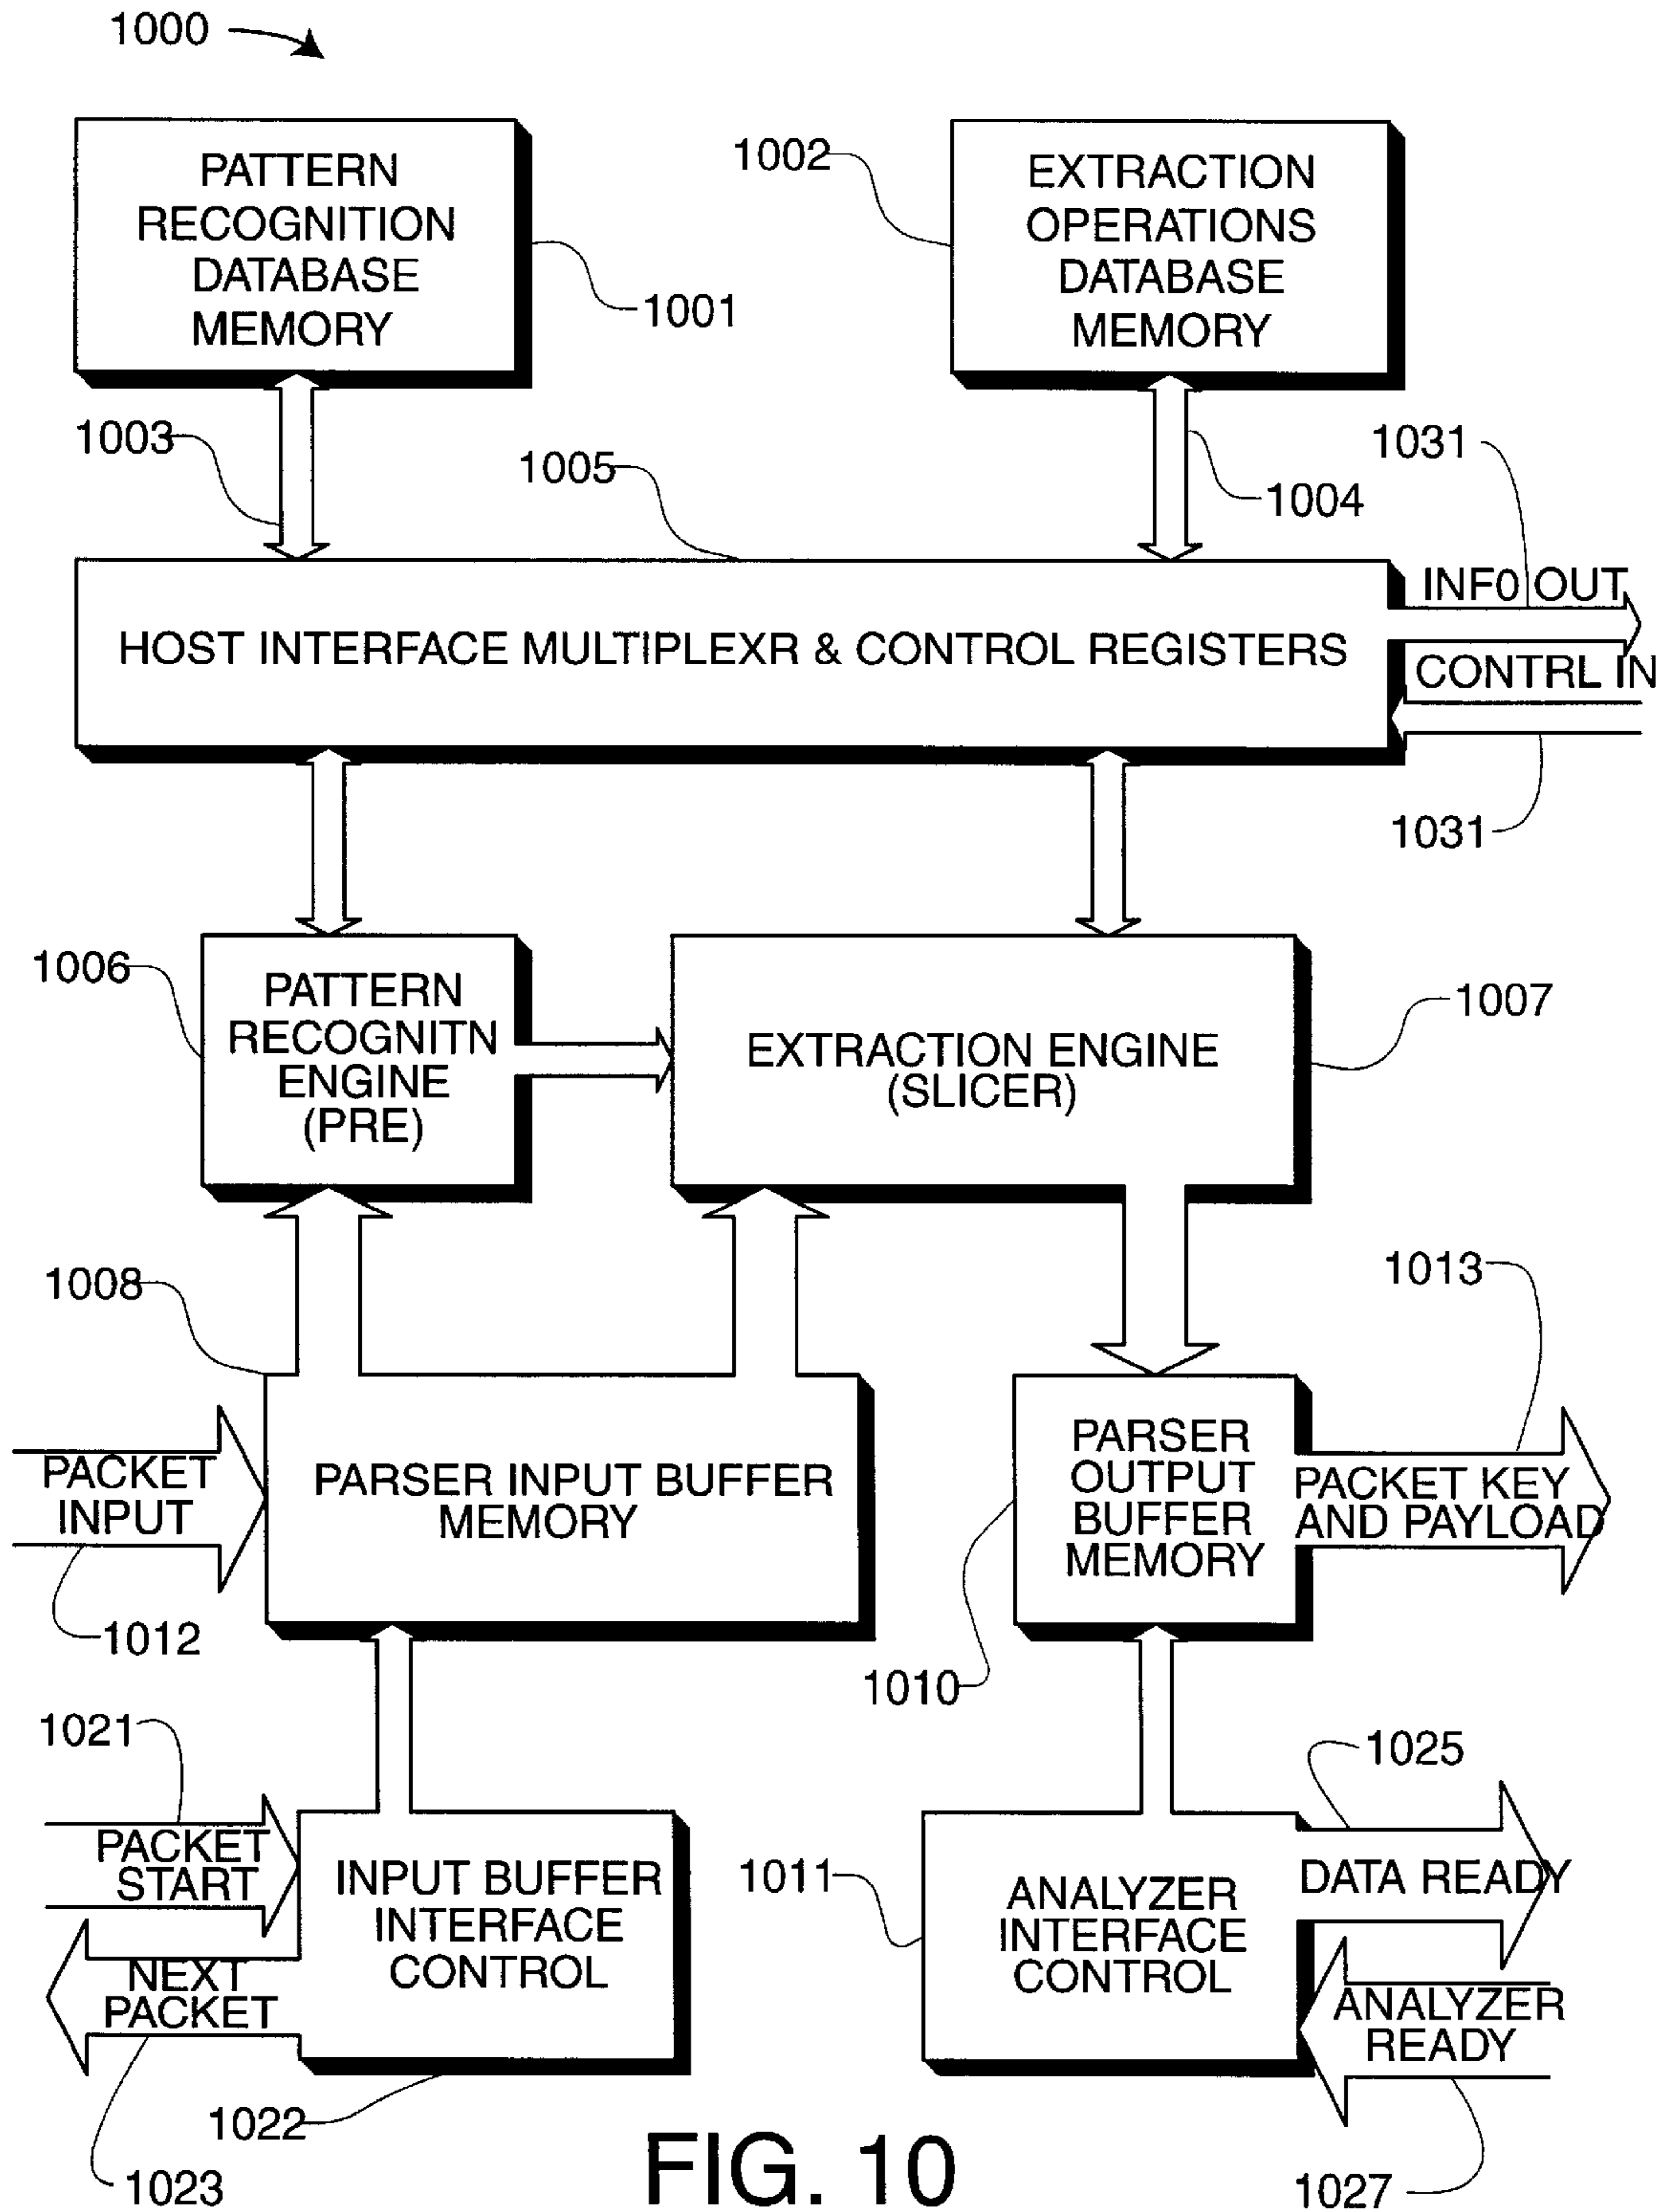 1000
PATTERN
RECOGNITION
DATABASE
MEMORY
1001
1002
EXTRACTION
OPERATIONS
DATABASE
MEMORY
1003
1005
1004
1031
INF0 OUT
HOST INTERFACE MULTIPLEXR & CONTROL REGISTERS
CONTRL IN
1031
1006
PATTERN
RECOGNITN
ENGINE
(PRE)
EXTRACTION ENGINE
(SLICER)
1007
1008
1013
PACKET
INPUT
1012
PARSER INPUT BUFFER
MEMORY
PARSER
OUTPUT
BUFFER
MEMORY
PACKET KEY
AND PAYLOAD
1010
1021
PACKET
START
NEXT
PACKET
INPUT BUFFER
INTERFACE
CONTROL
1022
1023
1011
ANALYZER
INTERFACE
CONTROL
1025
DATA READY
ANALYZER
READY
1027
FIG. 10